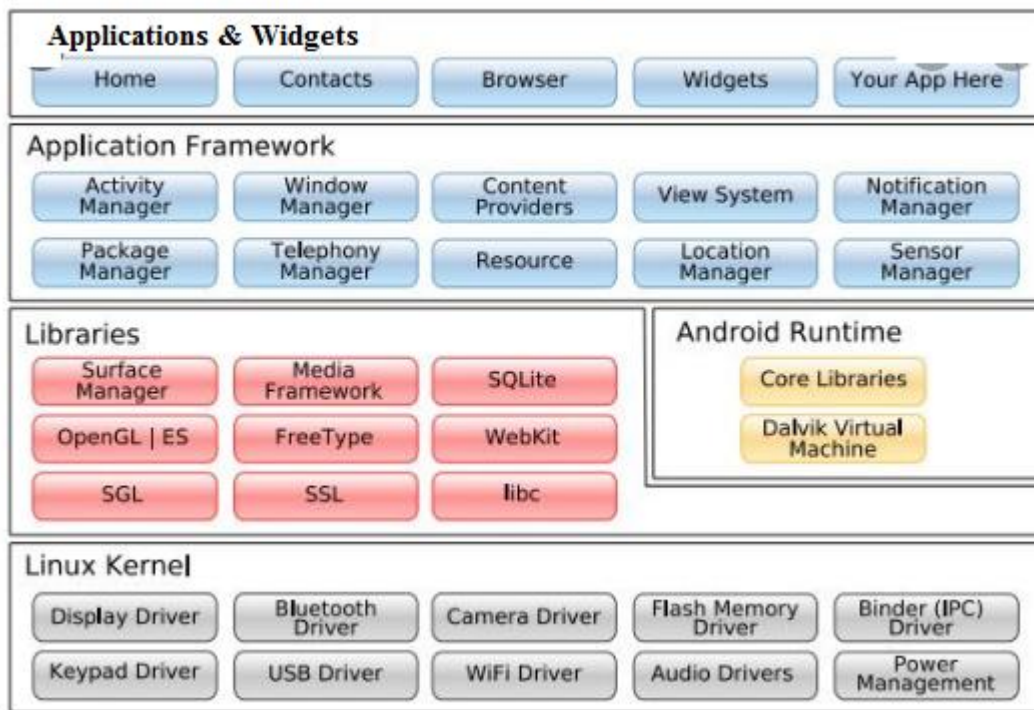 Applications & Widgets
Home
Contacts
Browser
Widgets
Your App Here
Application Framework
Activity
Manager
Window
Manager
Content
Providers
View System
Notification
Manager
Package
Manager
Telephony
Manager
Resource
Location
Manager
Sensor
Manager
Libraries
Surface
Manager
Media
Framework
SQLite
OpenGL | ES
FreeType
WebKit
SGL
SSL
libc
Android Runtime
Core Libraries
Dalvik Virtual
Machine
Linux Kernel
Display Driver
Bluetooth
Driver
Camera Driver
Flash Memory
Driver
Binder (IPC)
Driver
Keypad Driver
USB Driver
WiFi Driver
Audio Drivers
Power
Management